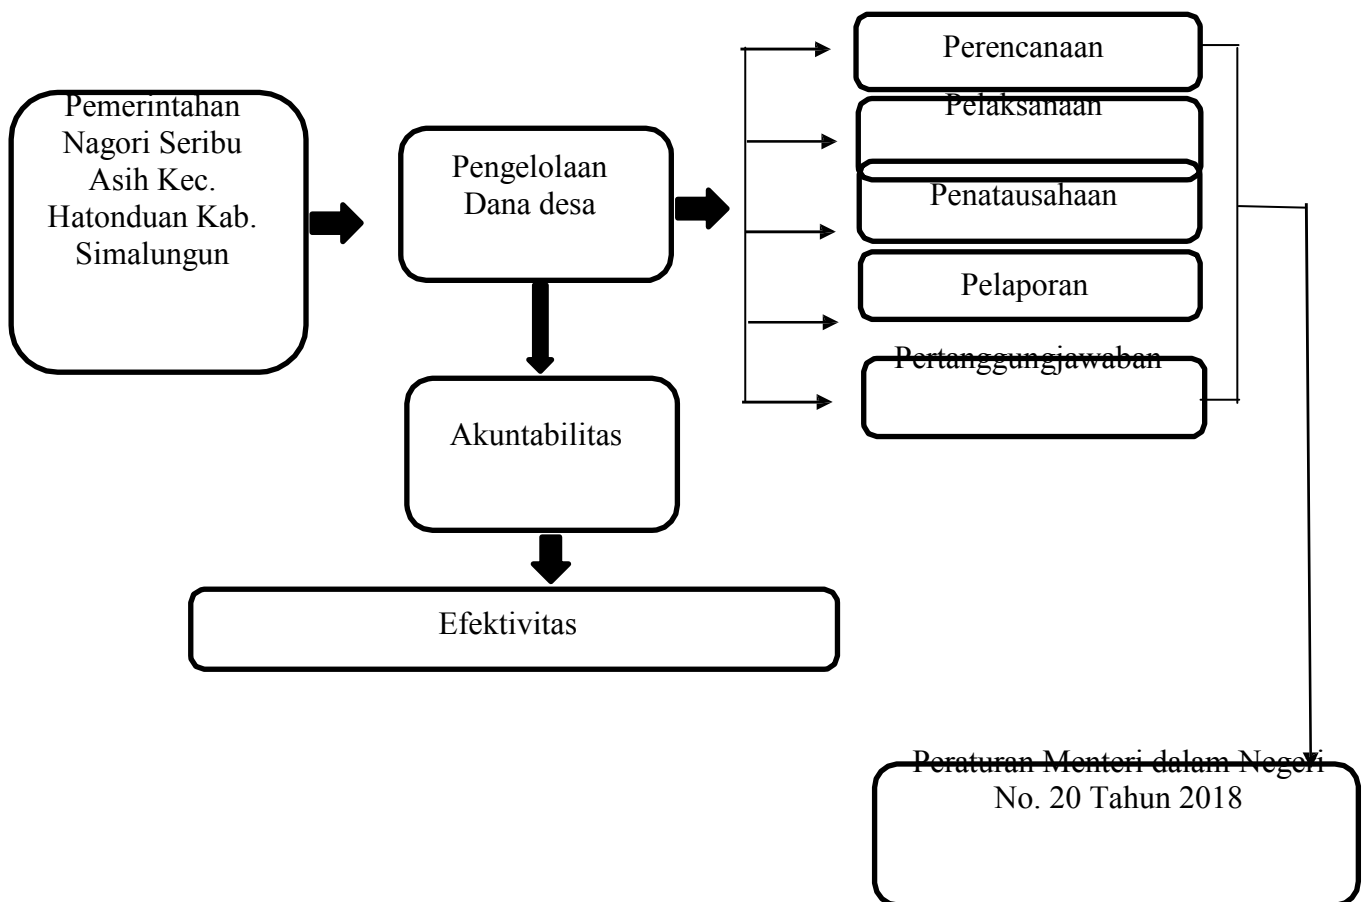 Pemerintahan
Nagori Seribu
Asih Kec.
Hatonduan Kab.
Simalungun
Pengelolaan
Dana desa
Perencanaan
Pelaksanaan
Penatausahaan
Pelaporan
Pertanggungjawaban
Akuntabilitas
Efektivitas
Peraturan Menteri dalam Negeri
No. 20 Tahun 2018